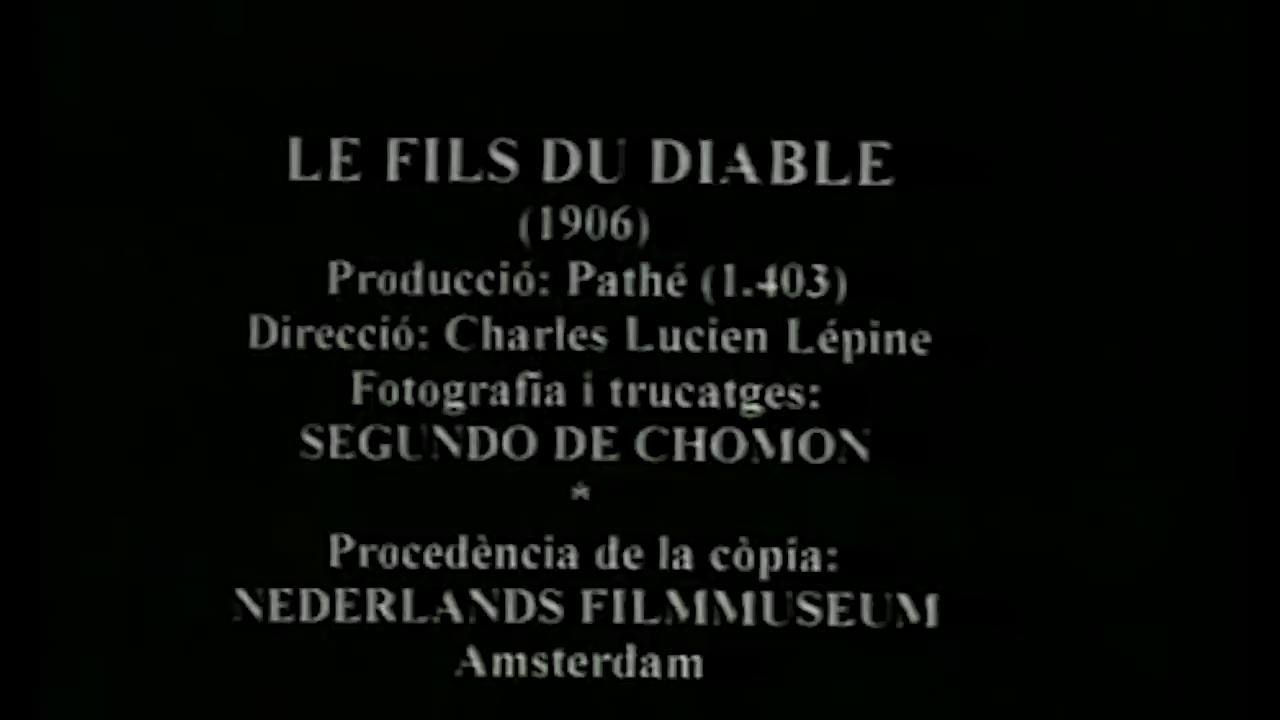 LE FILS DU DIABLE
(1906)
Producció: Pathé (1.403)
Direcció: Charles Lucien Lépine
Fotografia i trucatges:
SEGUNDO DE CHOMON
*
Procedència de la còpia:
NEDERLANDS FILMMUSEUM
Amsterdam